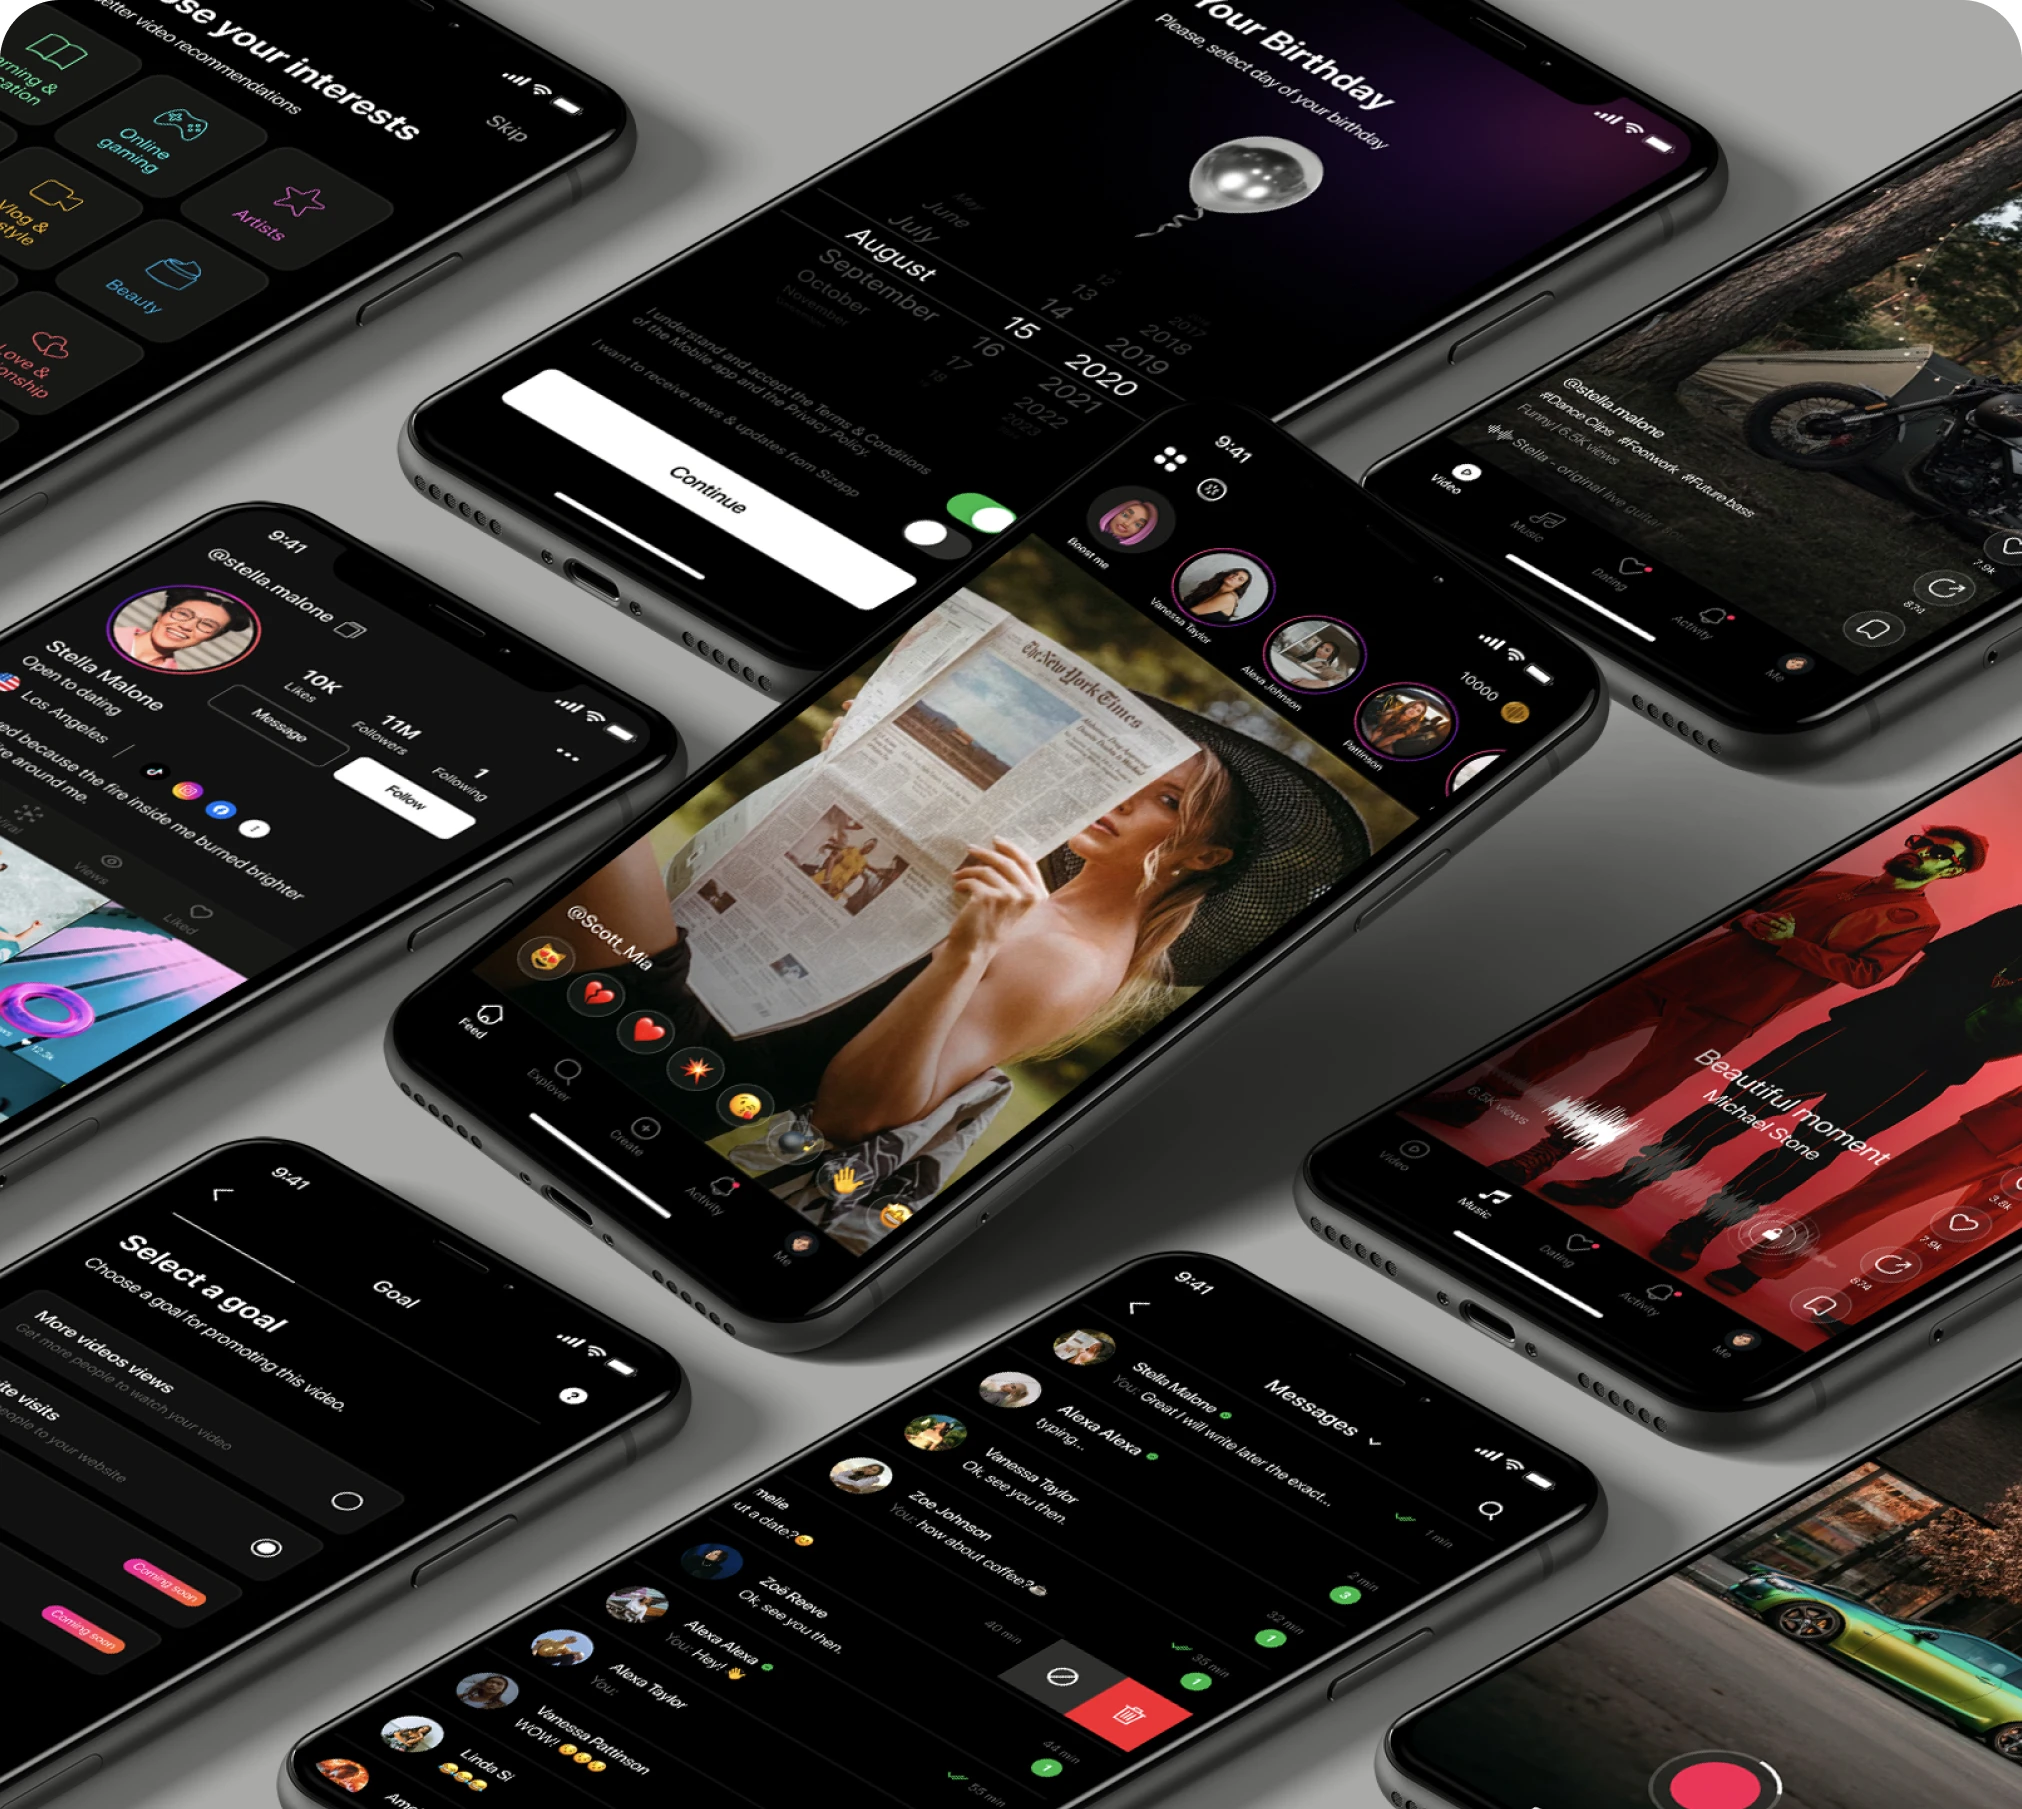 your interests
etter video recommendations
Skip
Online
gaming
Artists
Vlog &
style
Beauty
Love &
onship
Your Birthday
Please, select day of your birthday
May
June
July
August
September
October
November
12
13
14
15
16
17
18
2017
2018
2019
2020
2021
2022
2023
I understand and accept the Terms & Conditions
of the Mobile app and the Privacy Policy.
I want to receive news & updates from Sizapp
Continue
@stella.malone
#Dance Clips #Footwork #Future bass
Funny! 6.5K views
Stella - original live guitar
Video
Music
Dating
Activity
Me
7.9k
874
9:41
@stella.malone
Stella Malone
Open to dating
Los Angeles
10K
Likes
11M
Followers
1
Following
Message
Follow
ed because the fire inside me burned brighter
re around me.
Viral
Views
Liked
12.5k
9:41
10000
Boost me
Vanessa Taylor
Alexa Johnson
Pattinson
The New York Times
@Scott_Mla
Feed
Explover
Create
Activity
Me
Beautiful moment
Michael Stone
6.5K views
Video
Music
Dating
Activity
Me
3.8k
7.9k
874
9:41
Goal
Select a goal
Choose a goal for promoting this video.
More videos views
Get more people to watch your video
ite visits
people to your website
Coming soon
Coming soon
9:41
Messages
Stella Malone
You: Great I will write later the exact...
1 min
Alexa Alexa
typing...
2 min
3
Vanessa Taylor
Ok, see you then.
32 min
1
Zoe Johnson
You: how about coffee?☕
35 min
1
melie
ut a date?😊
40 min
Zoë Reeve
Ok, see you then.
44 min
1
Alexa Alexa
You: Hey! 👋
55 min
Alexa Taylor
You:
Vanessa Pattinson
WOW! 😍😍😍
Linda Si
😂😂😂